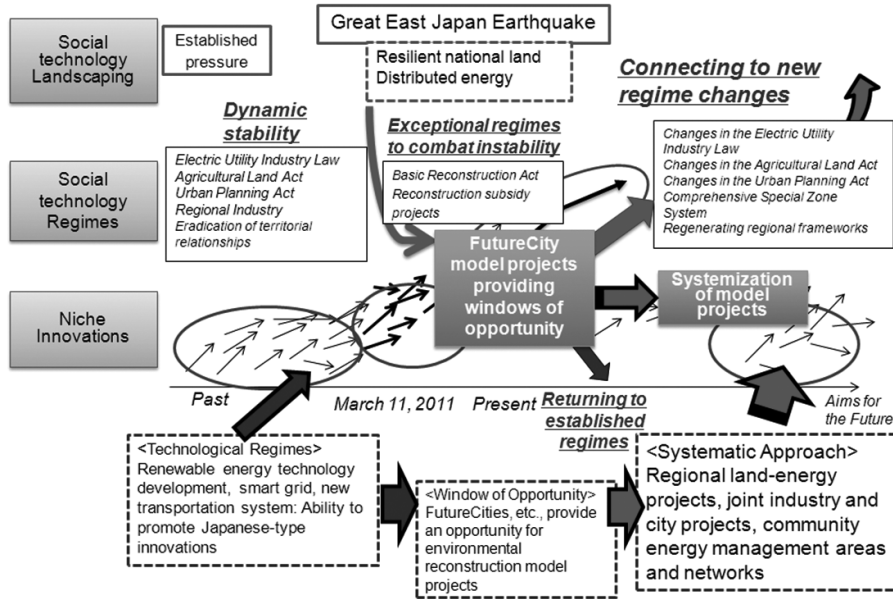 Social
technology
Landscaping
Established
pressure
Great East Japan Earthquake
Resilient national land
Distributed energy
Connecting to new
regime changes
Dynamic
stability
Exceptional regimes
to combat instability
Social
technology
Regimes
Electric Utility Industry Law
Agricultural Land Act
Urban Planning Act
Regional Industry
Eradication of territorial
relationships
Basic Reconstruction Act
Reconstruction subsidy
projects
Changes in the Electric Utility
Industry Law
Changes in the Agricultural Land Act
Changes in the Urban Planning Act
Comprehensive Special Zone
System
Regenerating regional frameworks
FutureCity
model projects
providing
windows of
opportunity
Systemization
of model
projects
Niche
Innovations
Past
March 11, 2011
Present
Returning to
established
regimes
Aims for
the Future
<Technological Regimes>
Renewable energy technology
development, smart grid, new
transportation system: Ability to
promote Japanese-type
innovations
<Window of Opportunity>
FutureCities, etc., provide
an opportunity for
environmental
reconstruction model
projects
<Systematic Approach>
Regional land-energy
projects, joint industry and
city projects, community
energy management areas
and networks